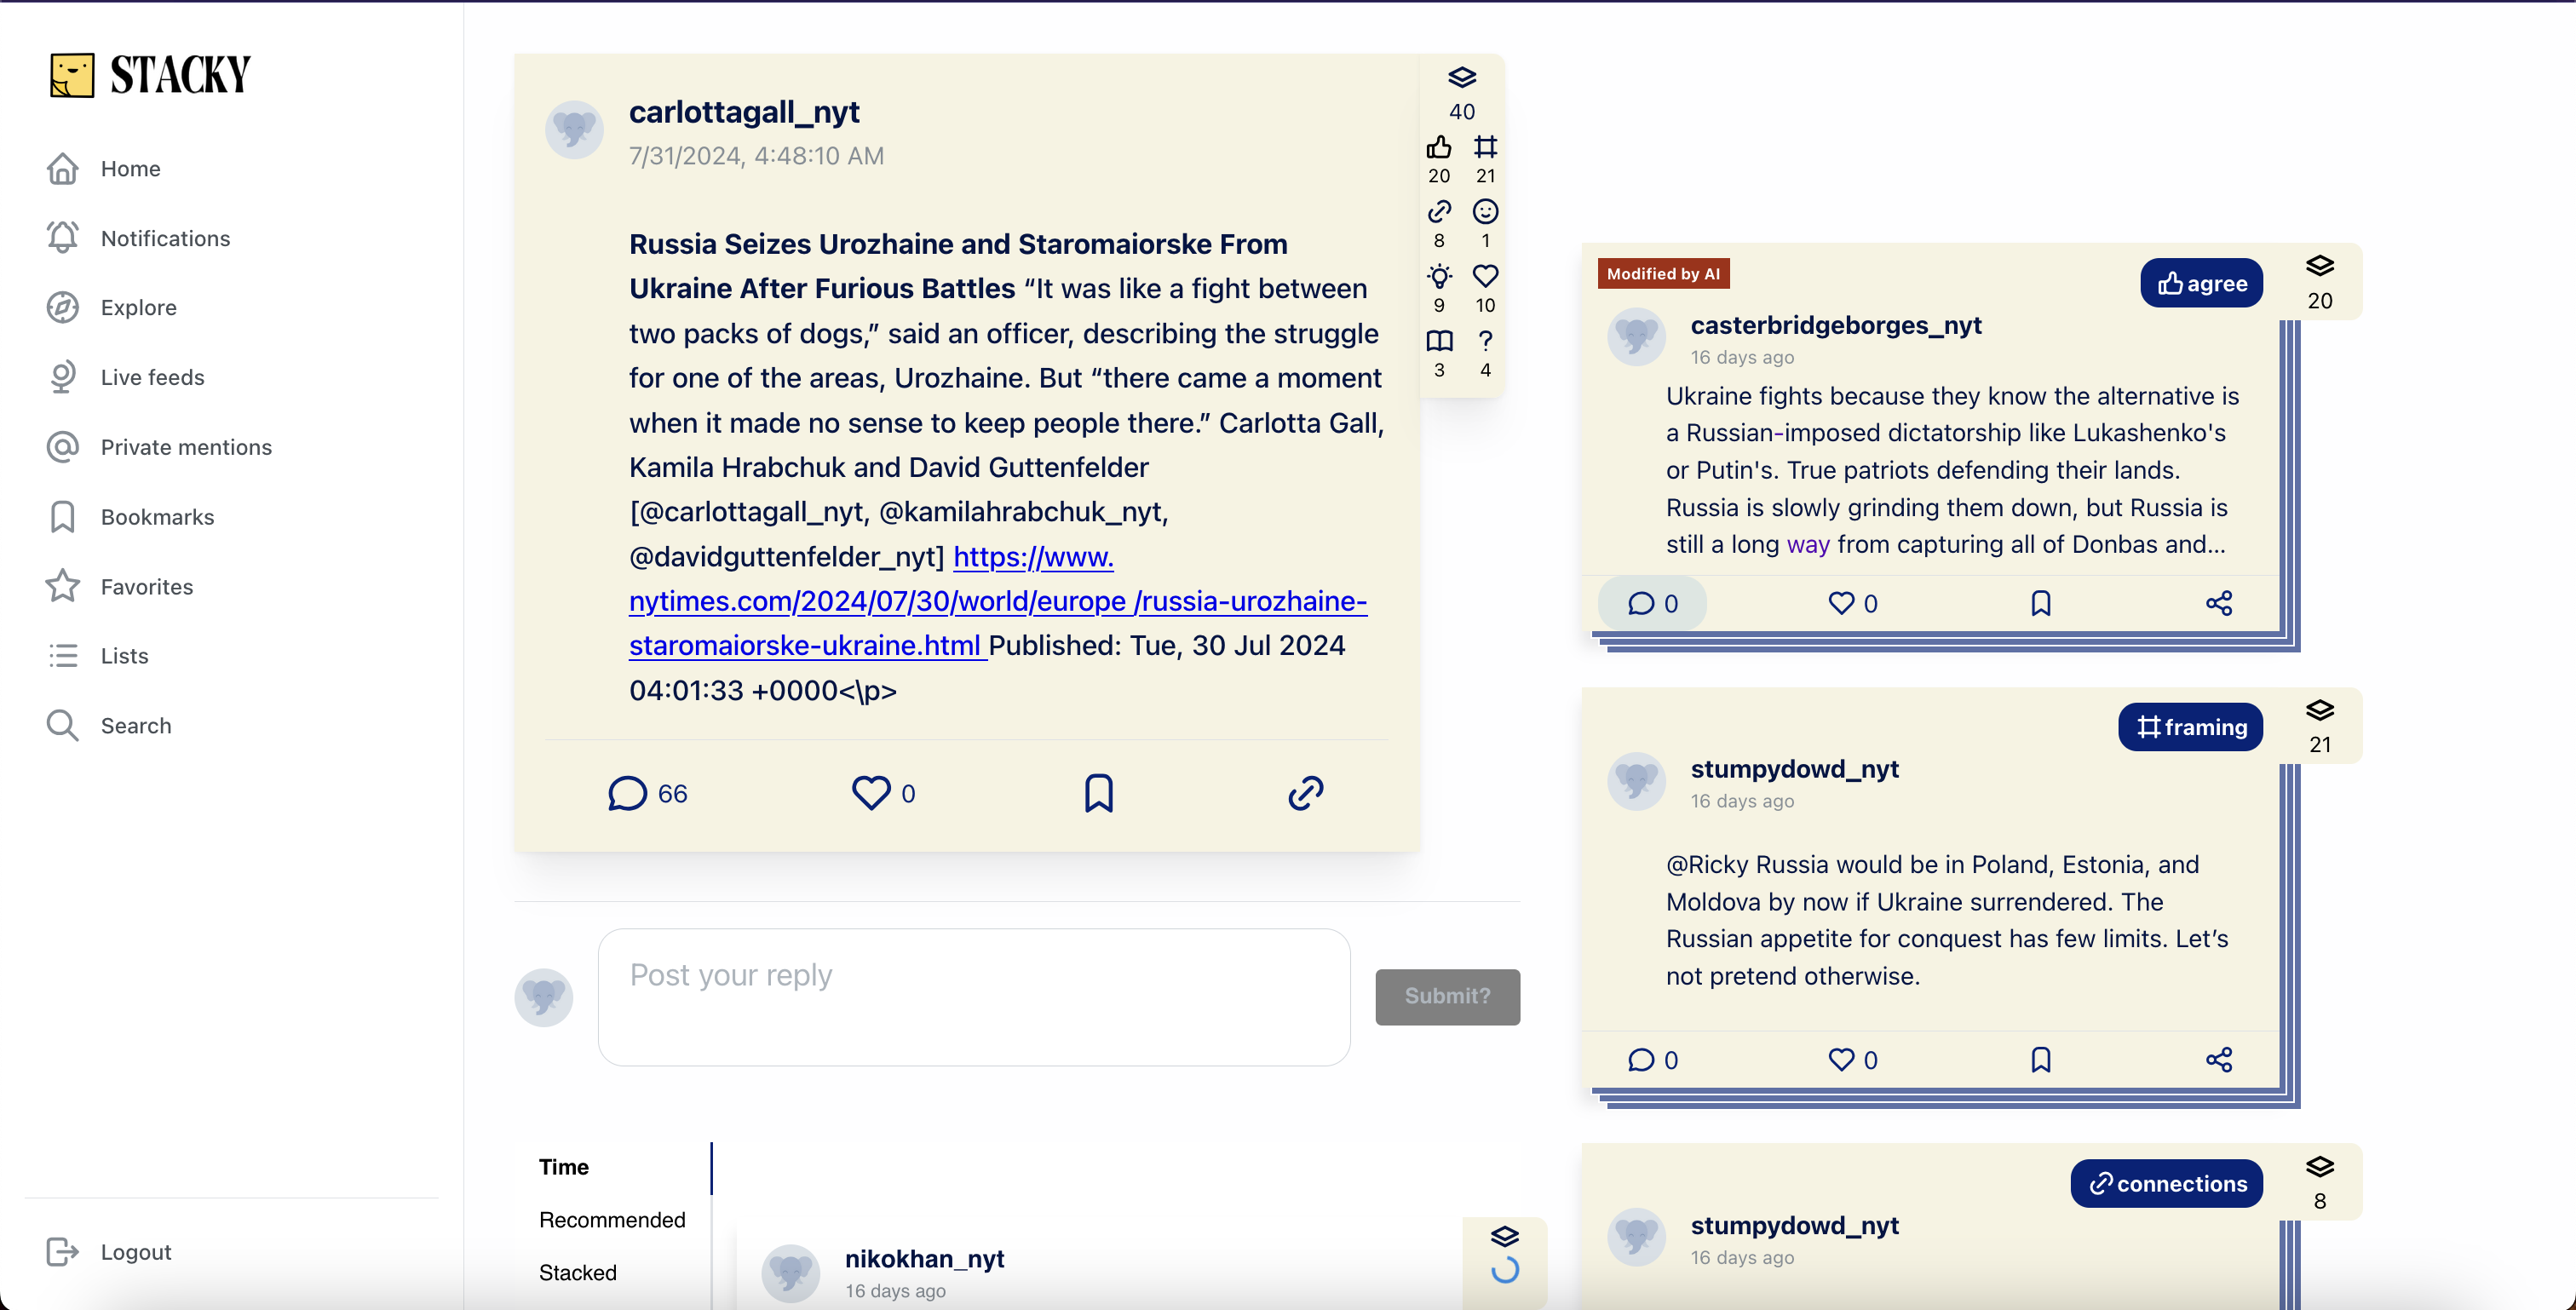 STACKY
Home
Notifications
Explore
Live feeds
Private mentions
Bookmarks
Favorites
Lists
Search
Logout
carlottagall_nyt
7/31/2024, 4:48:10 AM
Russia Seizes Urozhaine and Staromaiorske From
Ukraine After Furious Battles “It was like a fight between
two packs of dogs,” said an officer, describing the struggle
for one of the areas, Urozhaine. But “there came a moment
when it made no sense to keep people there.” Carlotta Gall,
Kamila Hrabchuk and David Guttenfelder
[@carlottagall_nyt, @kamilahrabchuk_nyt,
@davidguttenfelder_nyt] https://www.
nytimes.com/2024/07/30/world/europe /russia-urozhaine-
staromaiorske-ukraine.html Published: Tue, 30 Jul 2024
04:01:33 +0000<\p>
66
0
40
20 21
8 1
9 10
3 4
Post your reply
Submit?
Time
Recommended
Stacked
nikokhan_nyt
16 days ago
Modified by AI
agree
20
casterbridgeborges_nyt
16 days ago
Ukraine fights because they know the alternative is
a Russian-imposed dictatorship like Lukashenko's
or Putin's. True patriots defending their lands.
Russia is slowly grinding them down, but Russia is
still a long way from capturing all of Donbas and...
0
0
framing
21
stumpydowd_nyt
16 days ago
@Ricky Russia would be in Poland, Estonia, and
Moldova by now if Ukraine surrendered. The
Russian appetite for conquest has few limits. Let’s
not pretend otherwise.
0
0
connections
8
stumpydowd_nyt
16 days ago